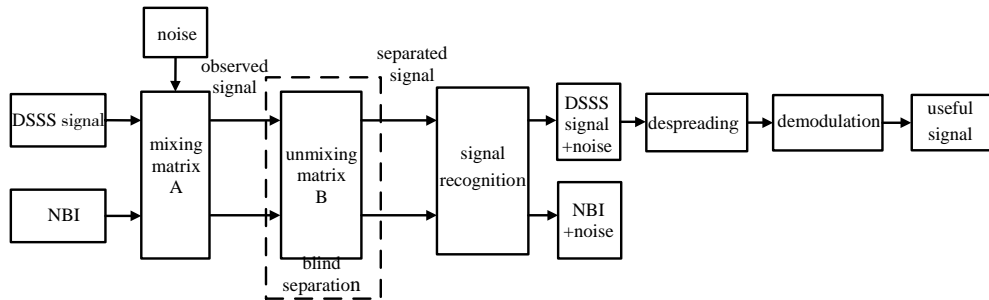 noise
observed
signal
separated
signal
DSSS signal
NBI
mixing
matrix
A
unmixing
matrix
B
blind
separation
signal
recognition
DSSS
signal
+noise
NBI
+noise
despreading
demodulation
useful
signal